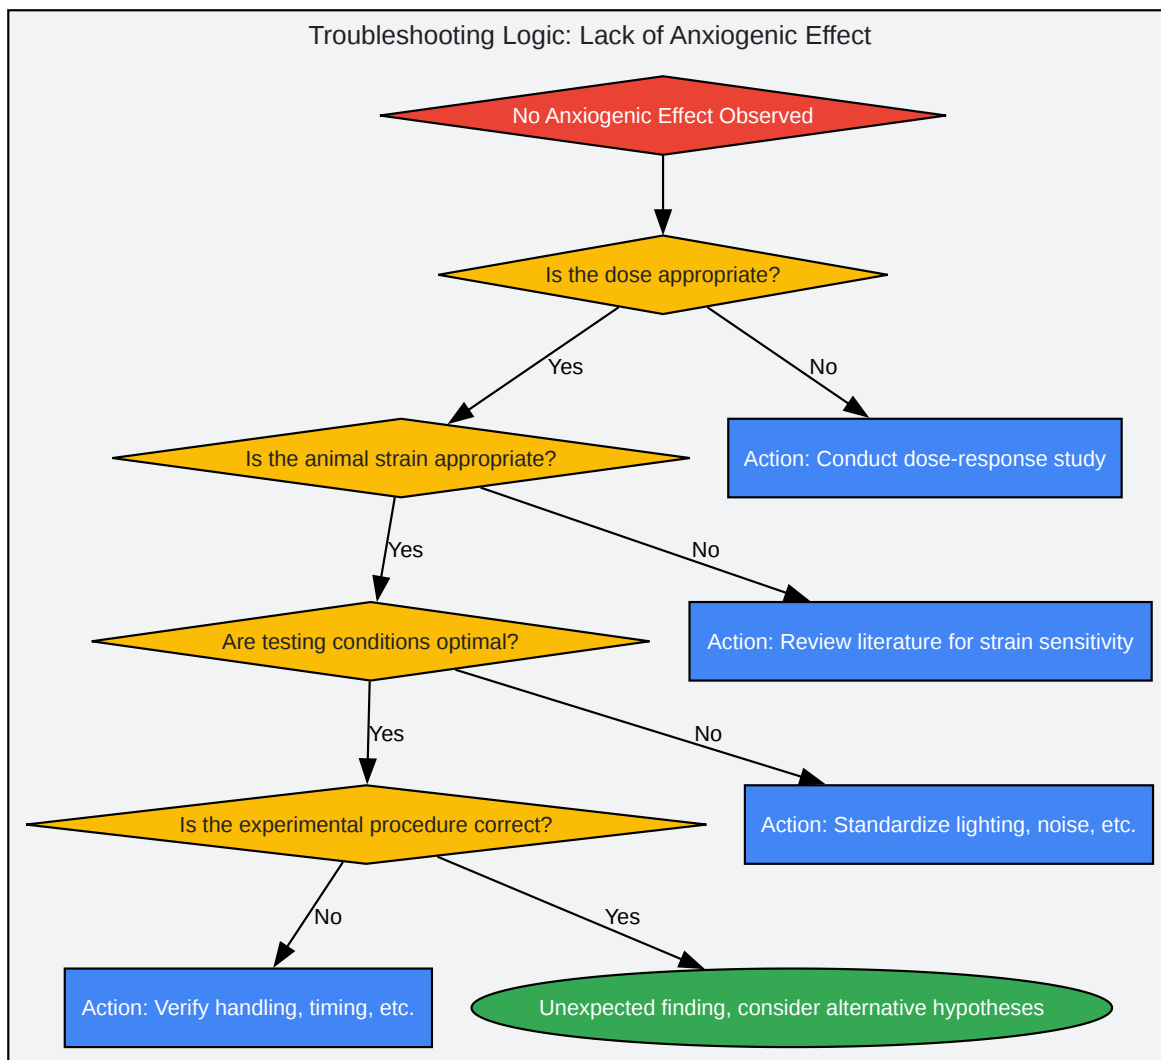 Troubleshooting Logic: Lack of Anxiogenic Effect
No Anxiogenic Effect Observed
Is the dose appropriate?
Yes
No
Is the animal strain appropriate?
Action: Conduct dose-response study
Yes
No
Are testing conditions optimal?
Action: Review literature for strain sensitivity
Yes
No
Is the experimental procedure correct?
Action: Standardize lighting, noise, etc.
No
Yes
Action: Verify handling, timing, etc.
Unexpected finding, consider alternative hypotheses